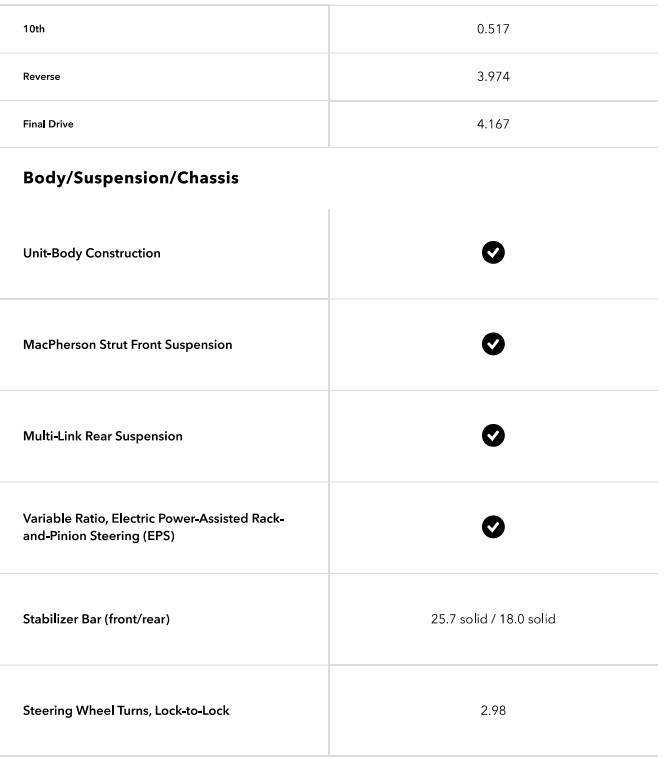 10th
0.517
Reverse
3.974
Final Drive
4.167
Body/Suspension/Chassis
Unit-Body Construction
MacPherson Strut Front Suspension
Multi-Link Rear Suspension
Variable Ratio, Electric Power-Assisted Rack-
and-Pinion Steering (EPS)
Stabilizer Bar (front/rear)
25.7 solid / 18.0 solid
Steering Wheel Turns, Lock-to-Lock
2.98